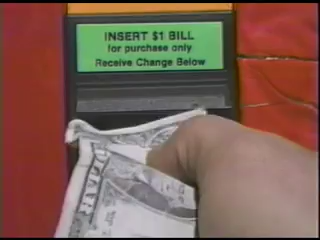 INSERT $1 BILL
for purchase only
Receive Change Below